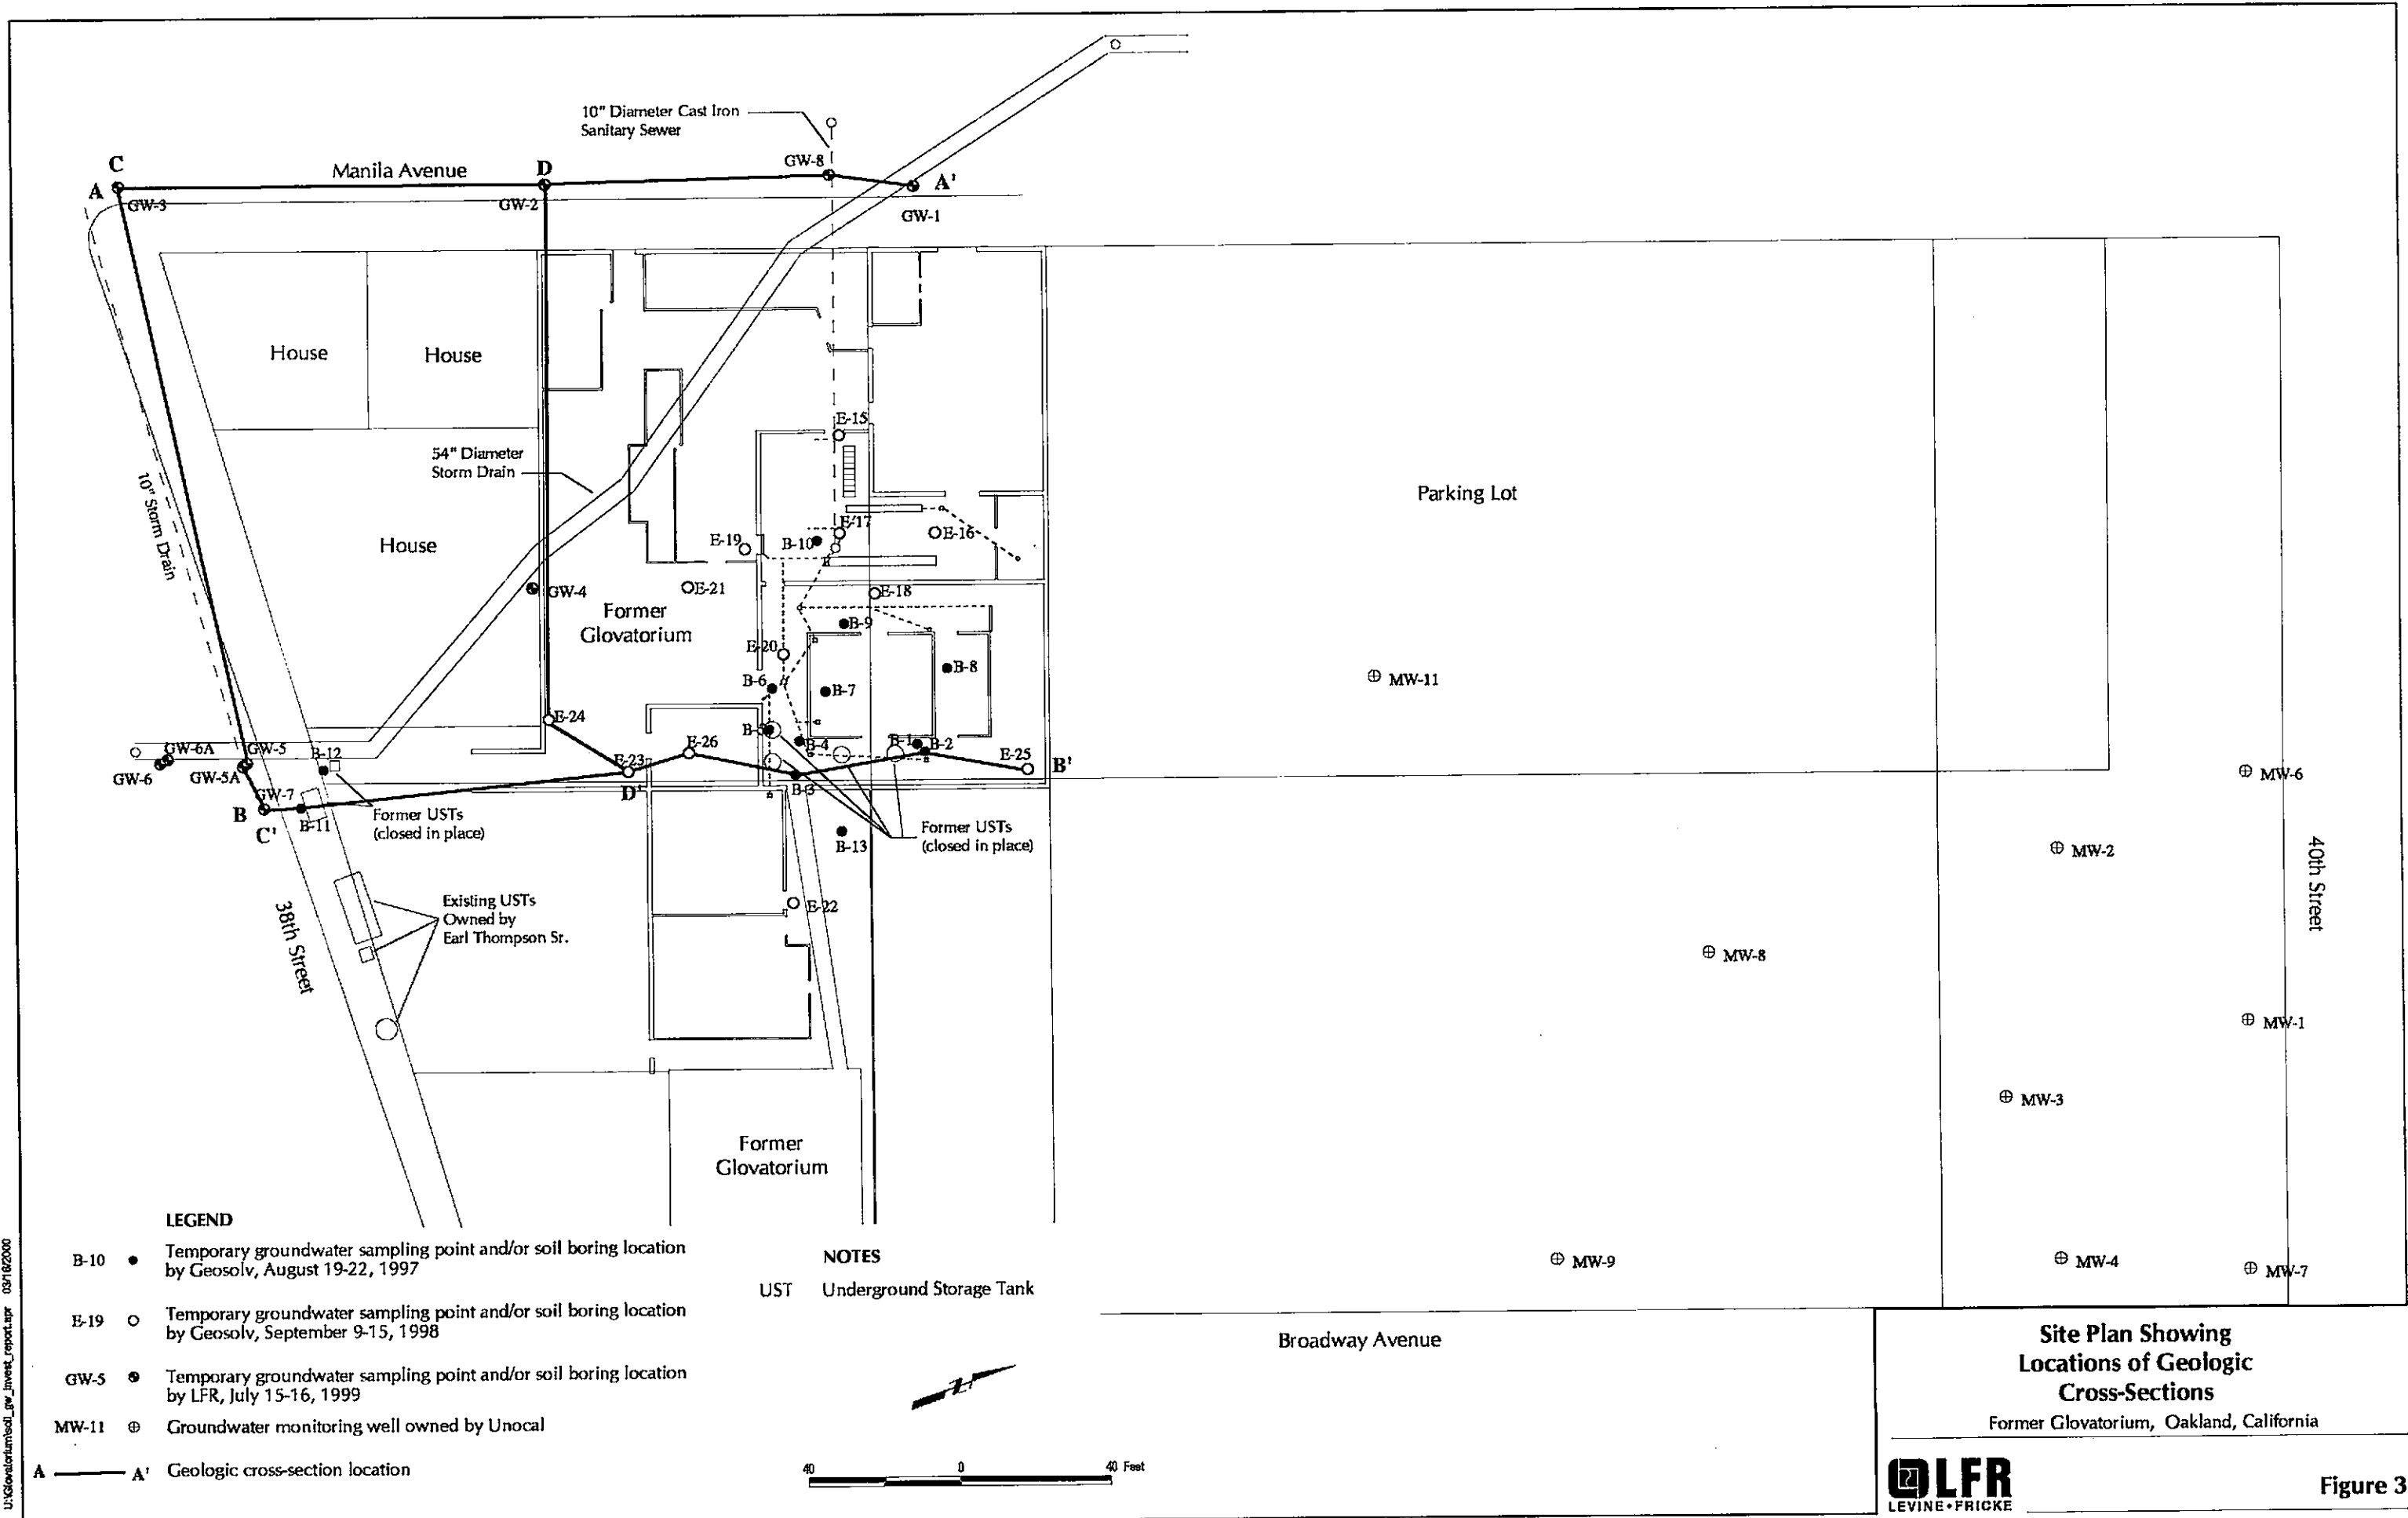 10" Diameter Cast Iron
Sanitary Sewer
C
A
GW-3
Manila Avenue
D
GW-2
GW-8
A'
GW-1
House
House
House
10" Storm Drain
54" Diameter
Storm Drain
E-15
E-17
B-10
E-16
E-19
E-21
E-18
GW-4
Former
Glovatorium
B-9
E-20
B-8
B-6
B-7
E-24
B-5
B-4
B-1
B-2
E-26
E-25
B'
E-23
D'
B-3
GW-6A
GW-6
GW-5
GW-5A
B-12
GW-7
B
C'
B-11
Former USTs
(closed in place)
B-13
Former USTs
(closed in place)
E-22
Existing USTs
Owned by
Earl Thompson Sr.
38th Street
Former
Glovatorium
Parking Lot
MW-11
MW-6
MW-2
40th Street
MW-8
MW-1
MW-3
MW-9
MW-4
MW-7
Broadway Avenue
LEGEND
B-10 Temporary groundwater sampling point and/or soil boring location
by Geosolv, August 19-22, 1997
E-19 Temporary groundwater sampling point and/or soil boring location
by Geosolv, September 9-15, 1998
GW-5 Temporary groundwater sampling point and/or soil boring location
by LFR, July 15-16, 1999
MW-11 Groundwater monitoring well owned by Unocal
A A' Geologic cross-section location
NOTES
UST Underground Storage Tank
40 0 40 Feet
Site Plan Showing
Locations of Geologic
Cross-Sections
Former Glovatorium, Oakland, California
LFR
LEVINE•FRICKE
Figure 3
U:\Glovatorium\soil_gw_invest_report.apr 03/16/2000